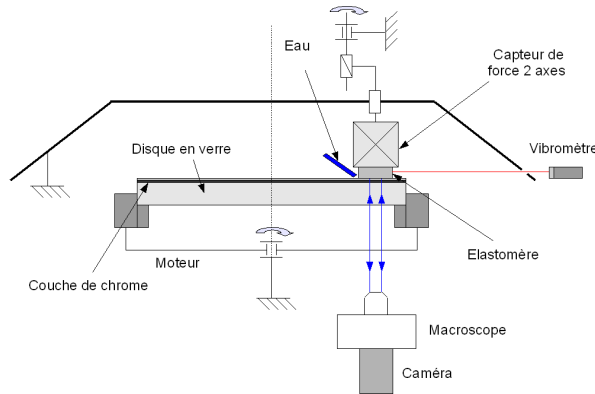 Eau
Capteur de
force 2 axes
Disque en verre
Vibromètre
Elastomère
Moteur
Couche de chrome
Macroscope
Caméra